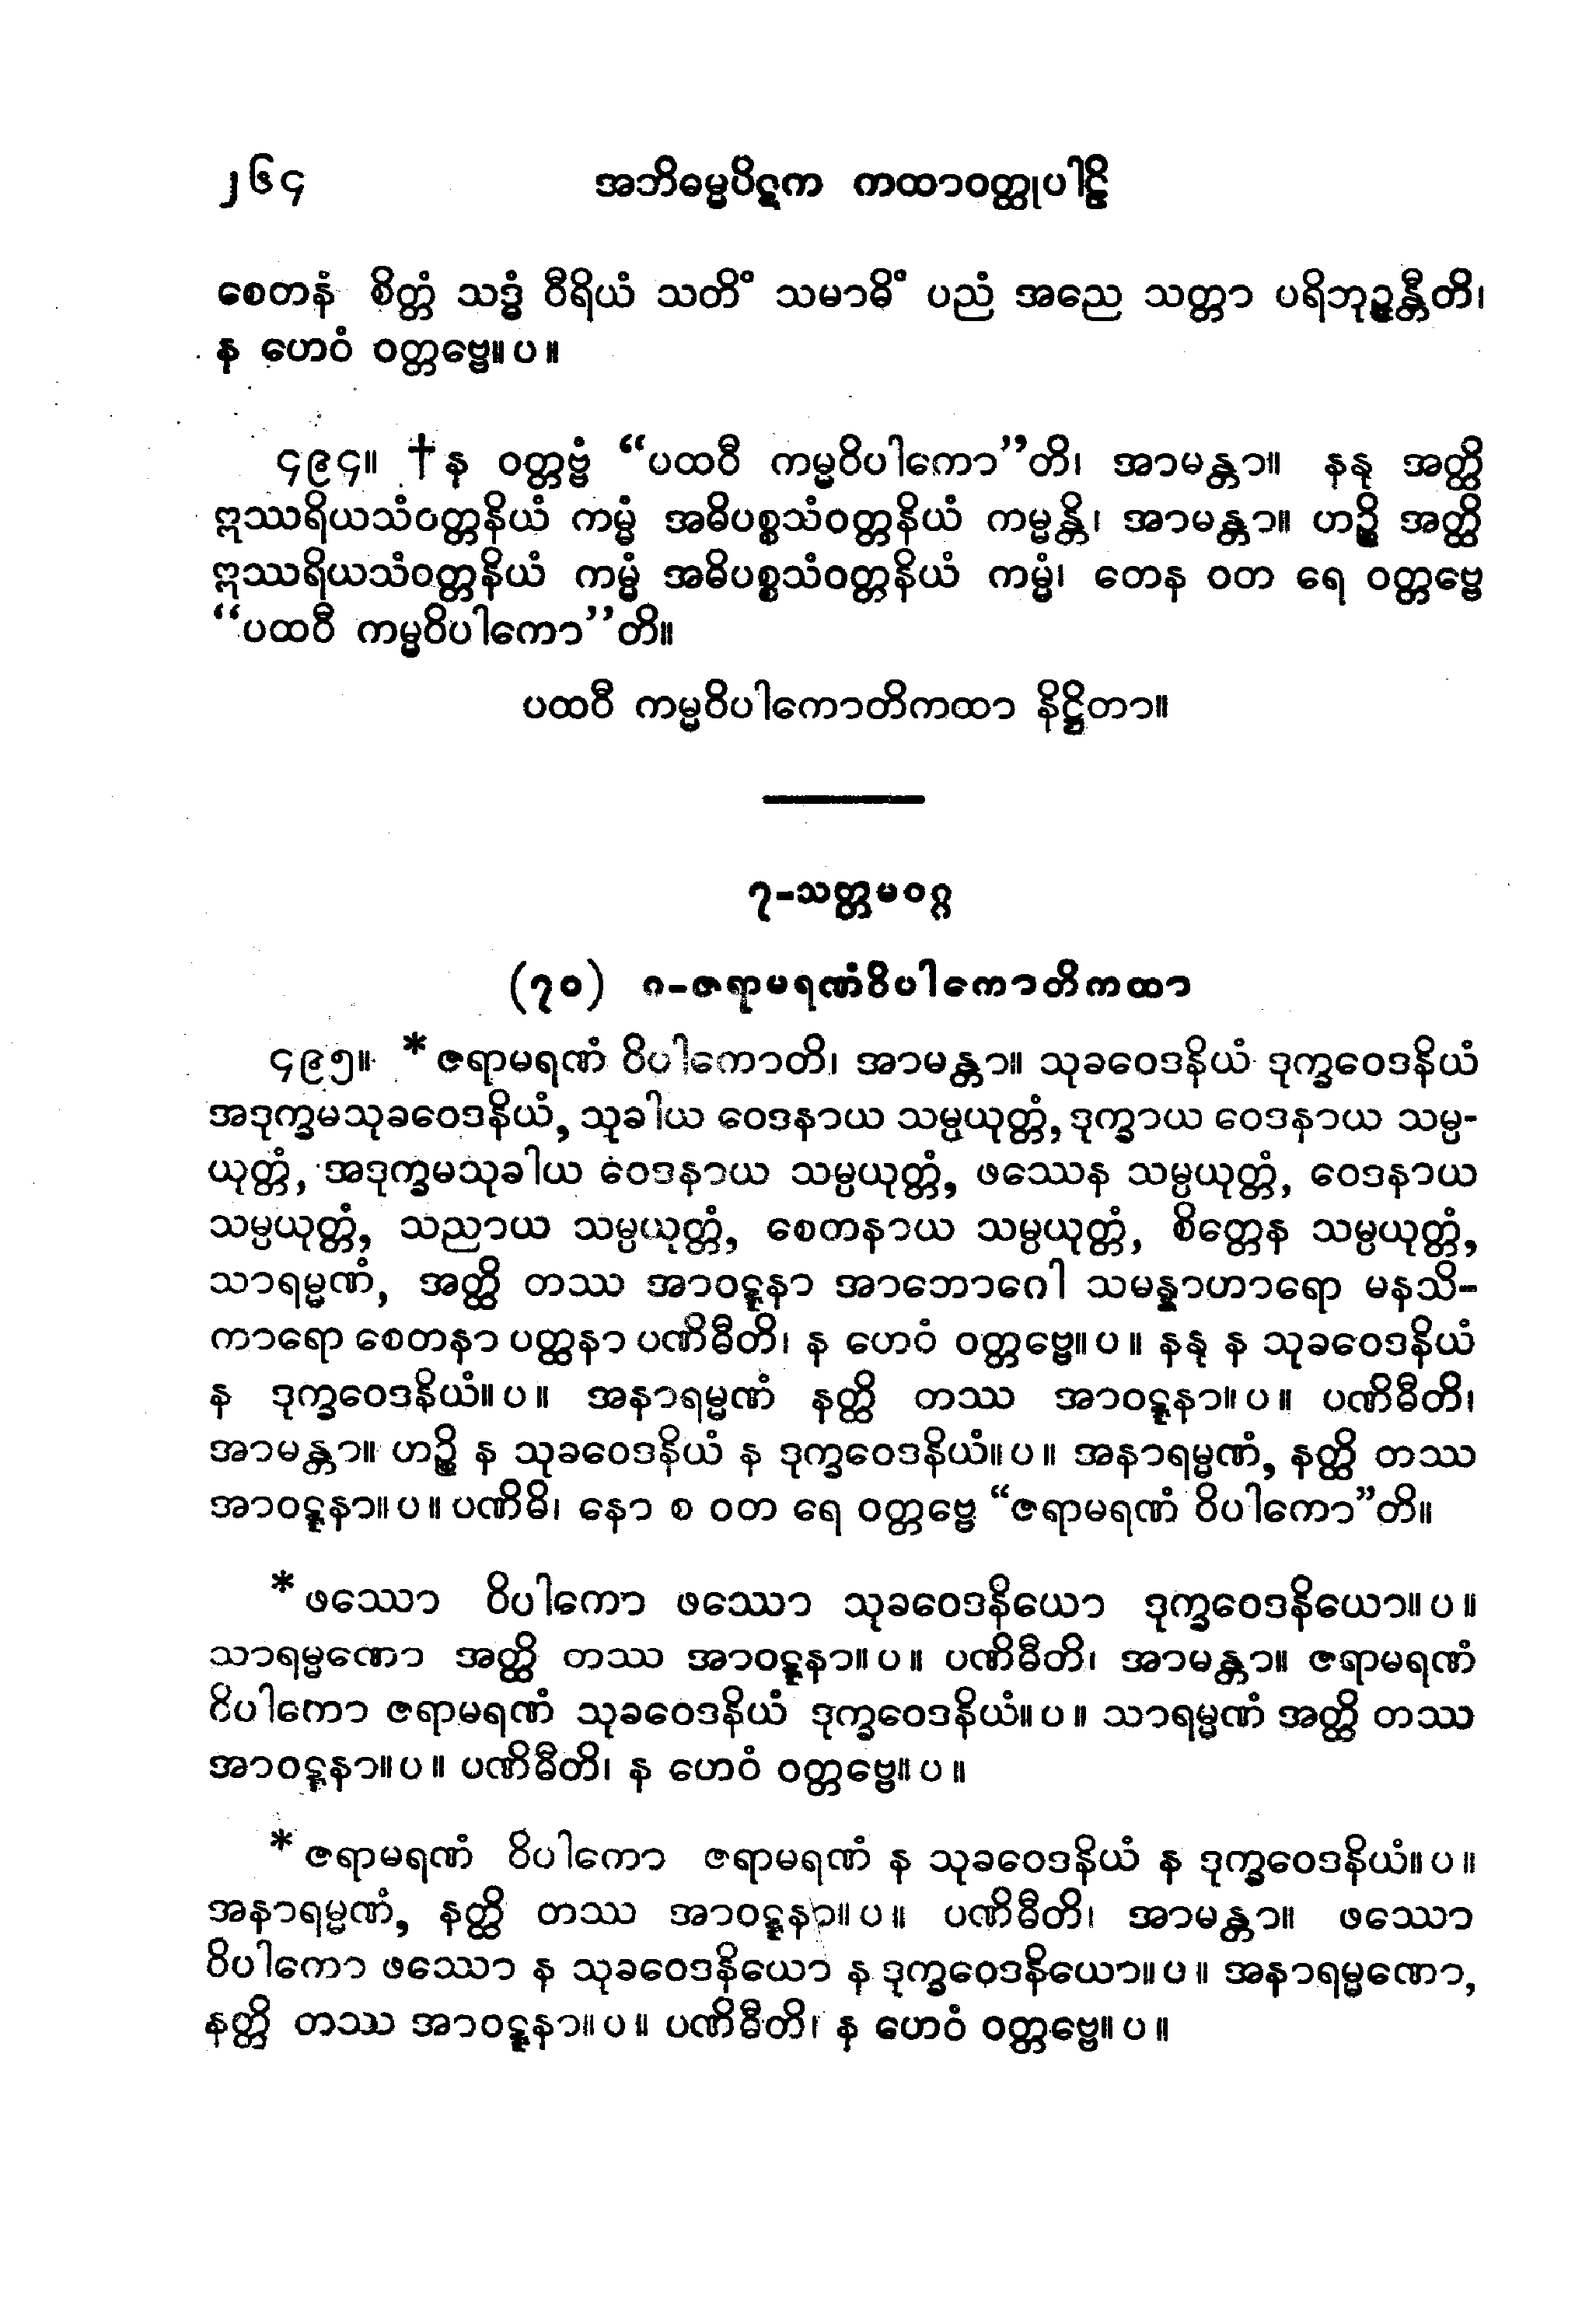 ၂၆၄ အဘိဓမ္မပိဋက ကထာဝတ္ထုပါဠိ
စေတနံ စိတ္တံ သဒ္ဓံ ဝီရိယံ သတိံ သမာဓိံ ပညံ အညေ သတ္တာ ပရိဘုဉ္ဇန္တီတိ၊
န ဟေဝံ ဝတ္တဗ္ဗေ။ ပ ။
၄၉၄။ †န ဝတ္တဗ္ဗံ “ပထဝီ ကမ္မဝိပါကော”တိ၊ အာမန္တာ။ နနု အတ္ထိ
ဣဿရိယသံဝတ္တနိယံ ကမ္မံ အဓိပစ္စသံဝတ္တနိယံ ကမ္မန္တိ၊ အာမန္တာ။ ဟဉ္စိ အတ္ထိ
ဣဿရိယသံဝတ္တနိယံ ကမ္မံ အဓိပစ္စသံဝတ္တနိယံ ကမ္မံ၊ တေန ဝတ ရေ ဝတ္တဗ္ဗေ
“ပထဝီ ကမ္မဝိပါကော”တိ။
ပထဝီ ကမ္မဝိပါကောတိကထာ နိဋ္ဌိတာ။
၇-သတ္တမဝဂ္ဂ
(၇၀) ဂ-ဇရာမရဏံဝိပါကောတိကထာ
၄၉၅။ *ဇရာမရဏံ ဝိပါကောတိ၊ အာမန္တာ။ သုခဝေဒနိယံ ဒုက္ခဝေဒနိယံ
အဒုက္ခမသုခဝေဒနိယံ, သုခါယ ဝေဒနာယ သမ္ပယုတ္တံ, ဒုက္ခာယ ဝေဒနာယ သမ္ပ-
ယုတ္တံ, အဒုက္ခမသုခါယ ဝေဒနာယ သမ္ပယုတ္တံ, ဖဿေန သမ္ပယုတ္တံ, ဝေဒနာယ
သမ္ပယုတ္တံ, သညာယ သမ္ပယုတ္တံ, စေတနာယ သမ္ပယုတ္တံ, စိတ္တေန သမ္ပယုတ္တံ,
သာရမ္မဏံ, အတ္ထိ တဿ အာဝဋ္ဋနာ အာဘောဂေါ သမန္နာဟာရော မနသိ-
ကာရော စေတနာ ပတ္ထနာ ပဏိဓီတိ၊ န ဟေဝံ ဝတ္တဗ္ဗေ။ ပ ။ နနု န သုခဝေဒနိယံ
န ဒုက္ခဝေဒနိယံ။ ပ ။ အနာရမ္မဏံ နတ္ထိ တဿ အာဝဋ္ဋနာ။ ပ ။ ပဏိဓီတိ၊
အာမန္တာ။ ဟဉ္စိ န သုခဝေဒနိယံ န ဒုက္ခဝေဒနိယံ။ ပ ။ အနာရမ္မဏံ, နတ္ထိ တဿ
အာဝဋ္ဋနာ။ ပ ။ ပဏိဓိ၊ နော စ ဝတ ရေ ဝတ္တဗ္ဗေ “ဇရာမရဏံ ဝိပါကော”တိ။
*ဖဿော ဝိပါကော ဖဿော သုခဝေဒနိယော ဒုက္ခဝေဒနိယော။ ပ ။
သာရမ္မဏော အတ္ထိ တဿ အာဝဋ္ဋနာ။ ပ ။ ပဏိဓီတိ၊ အာမန္တာ။ ဇရာမရဏံ
ဝိပါကော ဇရာမရဏံ သုခဝေဒနိယံ ဒုက္ခဝေဒနိယံ။ ပ ။ သာရမ္မဏံ အတ္ထိ တဿ
အာဝဋ္ဋနာ။ ပ ။ ပဏိဓီတိ၊ န ဟေဝံ ဝတ္တဗ္ဗေ။ ပ ။
*ဇရာမရဏံ ဝိပါကော ဇရာမရဏံ န သုခဝေဒနိယံ န ဒုက္ခဝေဒနိယံ။ ပ ။
အနာရမ္မဏံ, နတ္ထိ တဿ အာဝဋ္ဋနာ။ ပ ။ ပဏိဓီတိ၊ အာမန္တာ။ ဖဿော
ဝိပါကော ဖဿော န သုခဝေဒနိယော န ဒုက္ခဝေဒနိယော။ ပ ။ အနာရမ္မဏော,
နတ္ထိ တဿ အာဝဋ္ဋနာ။ ပ ။ ပဏိဓီတိ၊ န ဟေဝံ ဝတ္တဗ္ဗေ။ ပ ။